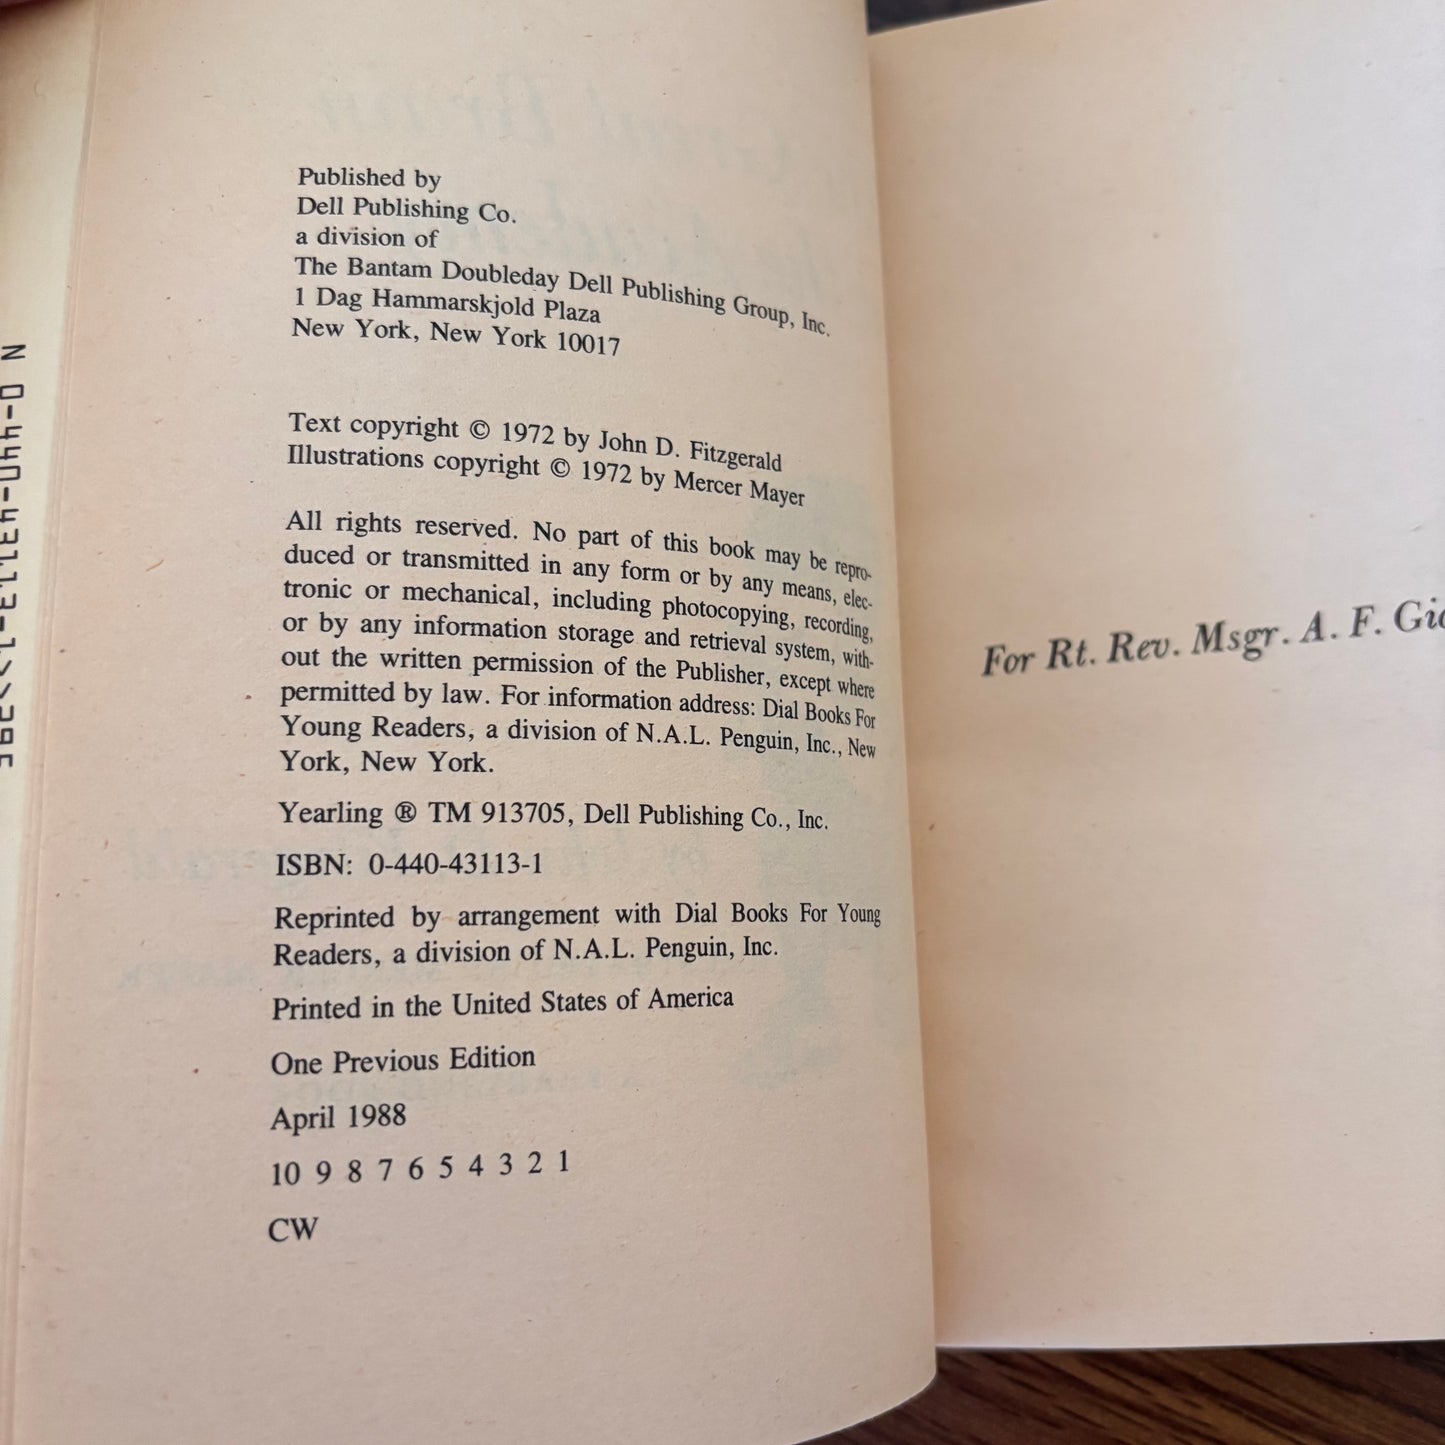 Published by
Dell Publishing Co.
a division of
The Bantam Doubleday Dell Publishing Group, Inc.
1 Dag Hammarskjold Plaza
New York, New York 10017
Text copyright © 1972 by John D. Fitzgerald
Illustrations copyright © 1972 by Mercer Mayer
All rights reserved. No part of this book may be repro-
duced or transmitted in any form or by any means, elec-
tronic or mechanical, including photocopying, recording,
or by any information storage and retrieval system, with-
out the written permission of the Publisher, except where
permitted by law. For information address: Dial Books For
Young Readers, a division of N.A.L. Penguin, Inc., New
York, New York.
Yearling ® TM 913705, Dell Publishing Co., Inc.
ISBN: 0-440-43113-1
Reprinted by arrangement with Dial Books For Young
Readers, a division of N.A.L. Penguin, Inc.
Printed in the United States of America
One Previous Edition
April 1988
10 9 8 7 6 5 4 3 2 1
CW
For Rt. Rev. Msgr. A. F.